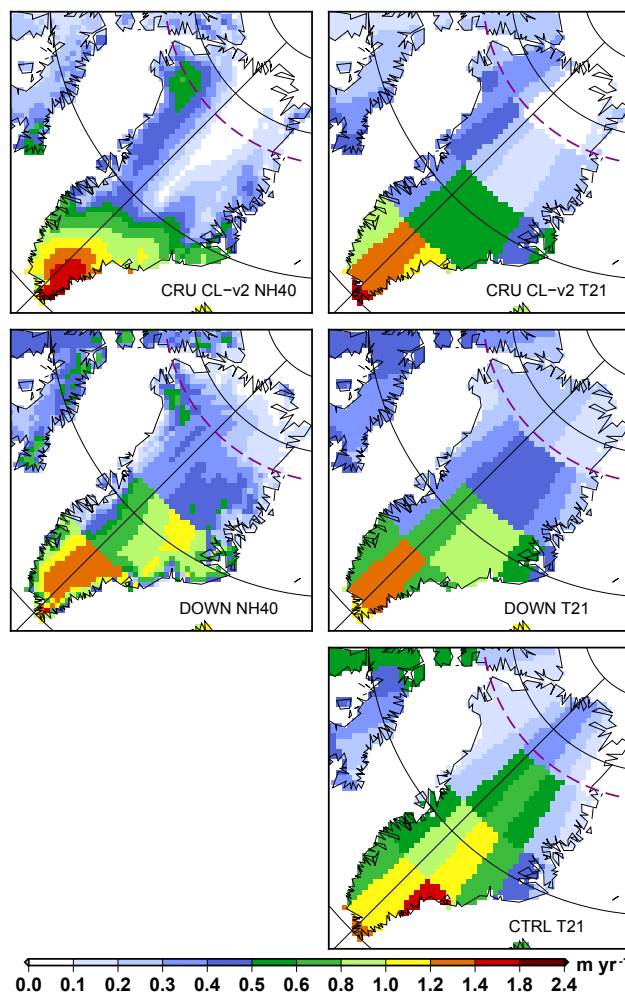 CRU CL−v2 NH40
CRU CL−v2 T21
DOWN NH40
DOWN T21
CTRL T21
0.0 0.1 0.2 0.3 0.4 0.5 0.6 0.8 1.0 1.2 1.4 1.8 2.4 m yr⁻